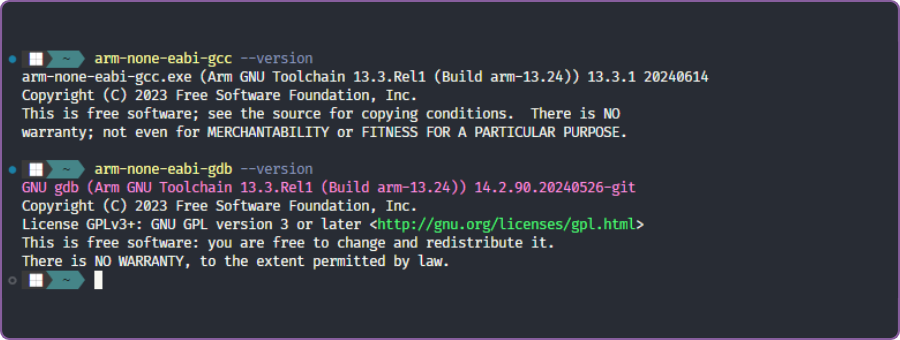 ~ arm-none-eabi-gcc --version
arm-none-eabi-gcc.exe (Arm GNU Toolchain 13.3.Rel1 (Build arm-13.24)) 13.3.1 20240614
Copyright (C) 2023 Free Software Foundation, Inc.
This is free software; see the source for copying conditions.  There is NO
warranty; not even for MERCHANTABILITY or FITNESS FOR A PARTICULAR PURPOSE.
~ arm-none-eabi-gdb --version
GNU gdb (Arm GNU Toolchain 13.3.Rel1 (Build arm-13.24)) 14.2.90.20240526-git
Copyright (C) 2023 Free Software Foundation, Inc.
License GPLv3+: GNU GPL version 3 or later <http://gnu.org/licenses/gpl.html>
This is free software: you are free to change and redistribute it.
There is NO WARRANTY, to the extent permitted by law.
~